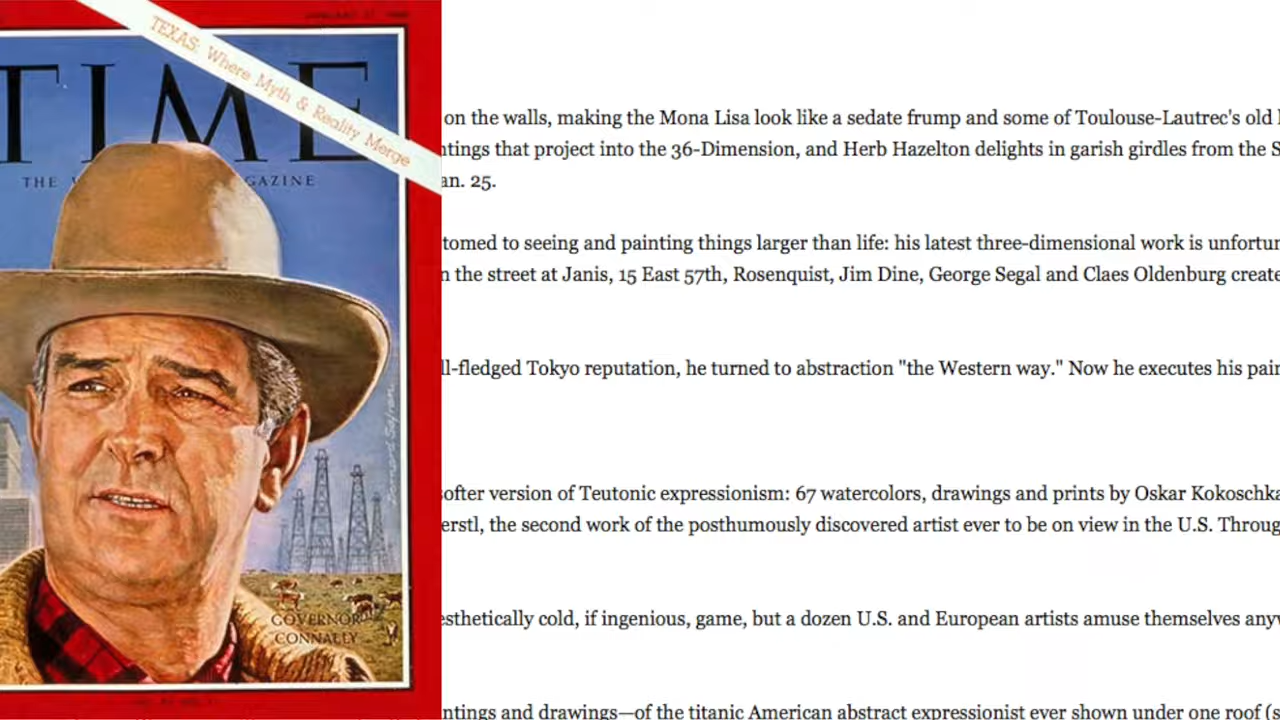 TEXAS: Where Myth & Reality Merge
TIME
THE
GAZINE
GOVERNOR
CONNALLY
on the walls, making the Mona Lisa look like a sedate frump and some of Toulouse-Lautrec's old
ntings that project into the 36-Dimension, and Herb Hazelton delights in garish girdles from the S
an. 25.
tomed to seeing and painting things larger than life: his latest three-dimensional work is unfortun
n the street at Janis, 15 East 57th, Rosenquist, Jim Dine, George Segal and Claes Oldenburg create
ll-fledged Tokyo reputation, he turned to abstraction "the Western way." Now he executes his pain
softer version of Teutonic expressionism: 67 watercolors, drawings and prints by Oskar Kokoschka
erstl, the second work of the posthumously discovered artist ever to be on view in the U.S. Throug
esthetically cold, if ingenious, game, but a dozen U.S. and European artists amuse themselves anyw
ntings and drawings—of the titanic American abstract expressionist ever shown under one roof (a